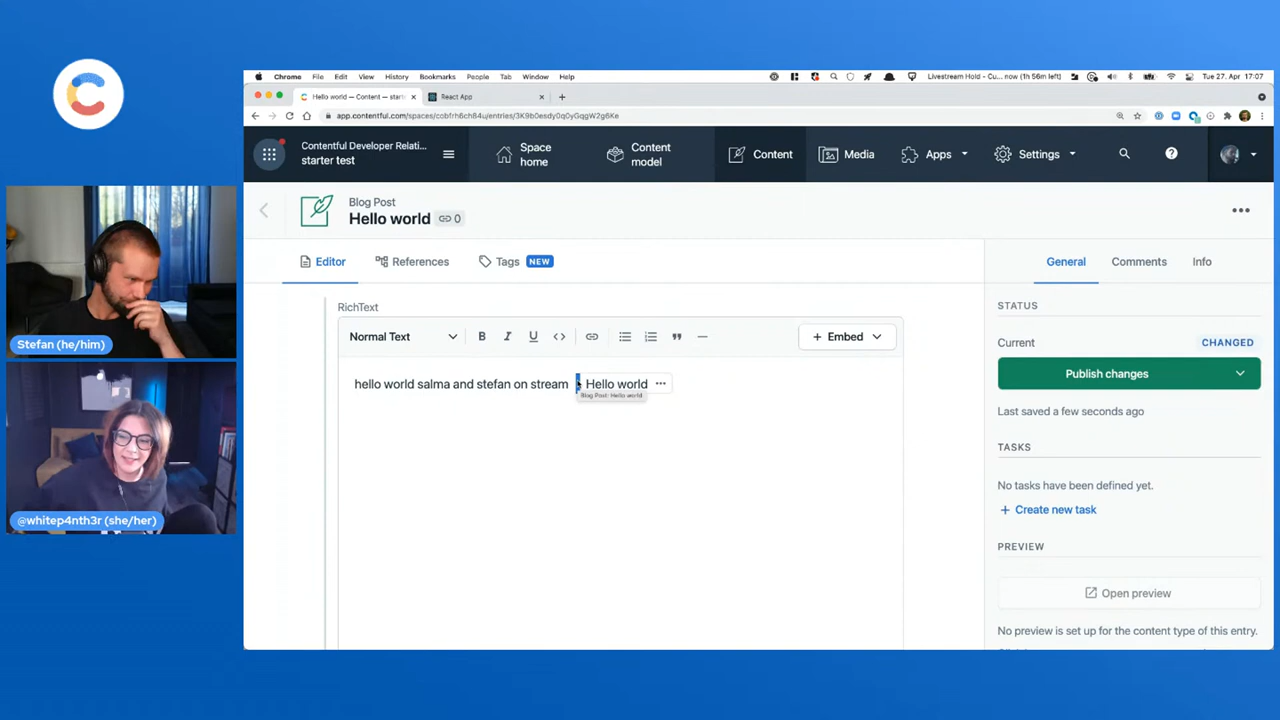 Chrome File Edit View History Bookmarks People Tab Window Help
Livestream Hold - Cu... now (1h 56m left)
Tue 27. Apr 17:07
Hello world — Content — start
React App
app.contentful.com/spaces/cobfrh6ch84u/entries/3K9b0esdy0q0yGqgW2g6Ke
Contentful Developer Relati...
starter test
Space home
Content model
Content
Media
Apps
Settings
Blog Post
Hello world
0
Editor
References
Tags
NEW
General
Comments
Info
RichText
Normal Text
B I U
+ Embed
hello world salma and stefan on stream
Hello world
Blog Post: Hello world
STATUS
Current
CHANGED
Publish changes
Last saved a few seconds ago
TASKS
No tasks have been defined yet.
+ Create new task
PREVIEW
Open preview
No preview is set up for the content type of this entry.
Stefan (he/him)
@whitep4nth3r (she/her)